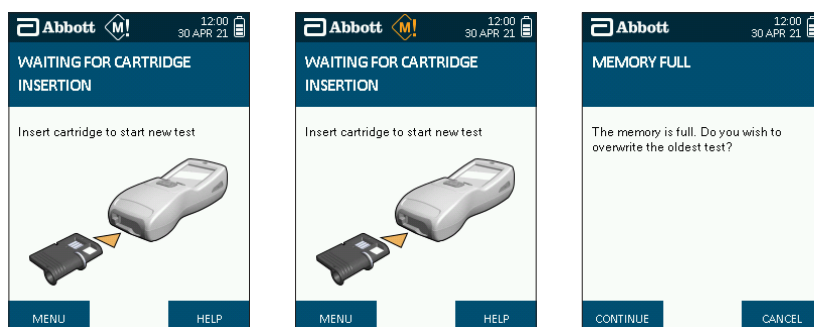 Abbott M! 12:00
30 APR 21
WAITING FOR CARTRIDGE
INSERTION
Insert cartridge to start new test
MENU HELP
Abbott M! 12:00
30 APR 21
WAITING FOR CARTRIDGE
INSERTION
Insert cartridge to start new test
MENU HELP
Abbott 12:00
30 APR 21
MEMORY FULL
The memory is full. Do you wish to
overwrite the oldest test?
CONTINUE CANCEL